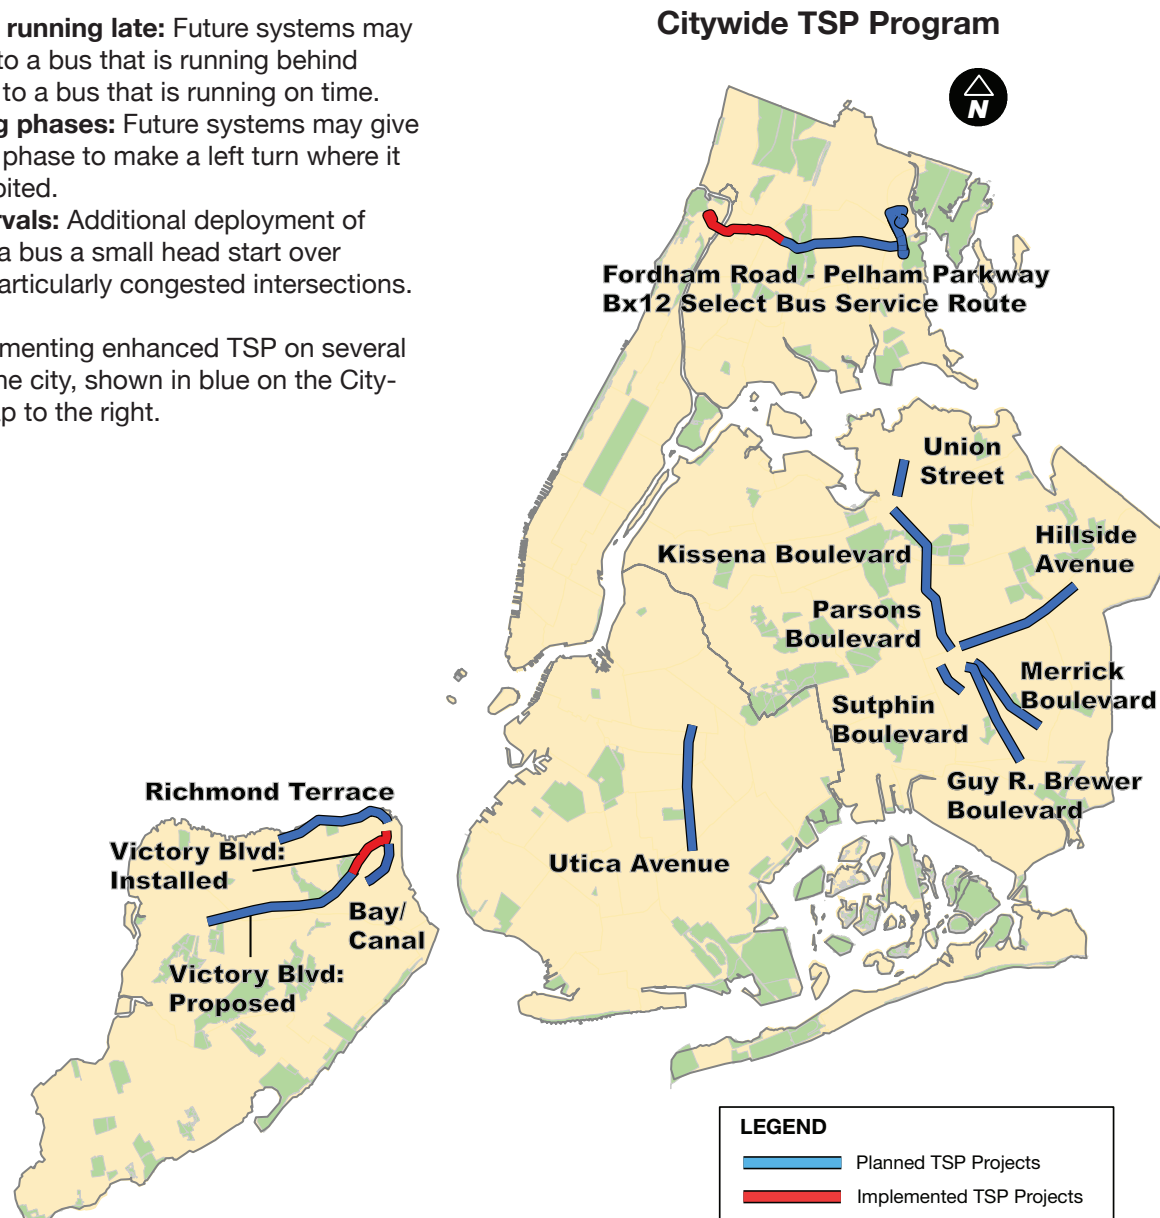 running late: Future systems may
to a bus that is running behind
to a bus that is running on time.
phases: Future systems may give
phase to make a left turn where it
rvals: Additional deployment of
a bus a small head start over
articularly congested intersections.
menting enhanced TSP on several
he city, shown in blue on the City-
ap to the right.
Citywide TSP Program
N
Fordham Road - Pelham Parkway
Bx12 Select Bus Service Route
Union
Street
Kissena Boulevard
Hillside
Avenue
Parsons
Boulevard
Merrick
Boulevard
Sutphin
Boulevard
Guy R. Brewer
Boulevard
Utica Avenue
Richmond Terrace
Victory Blvd:
Installed
Bay/
Canal
Victory Blvd:
Proposed
LEGEND
Planned TSP Projects
Implemented TSP Projects